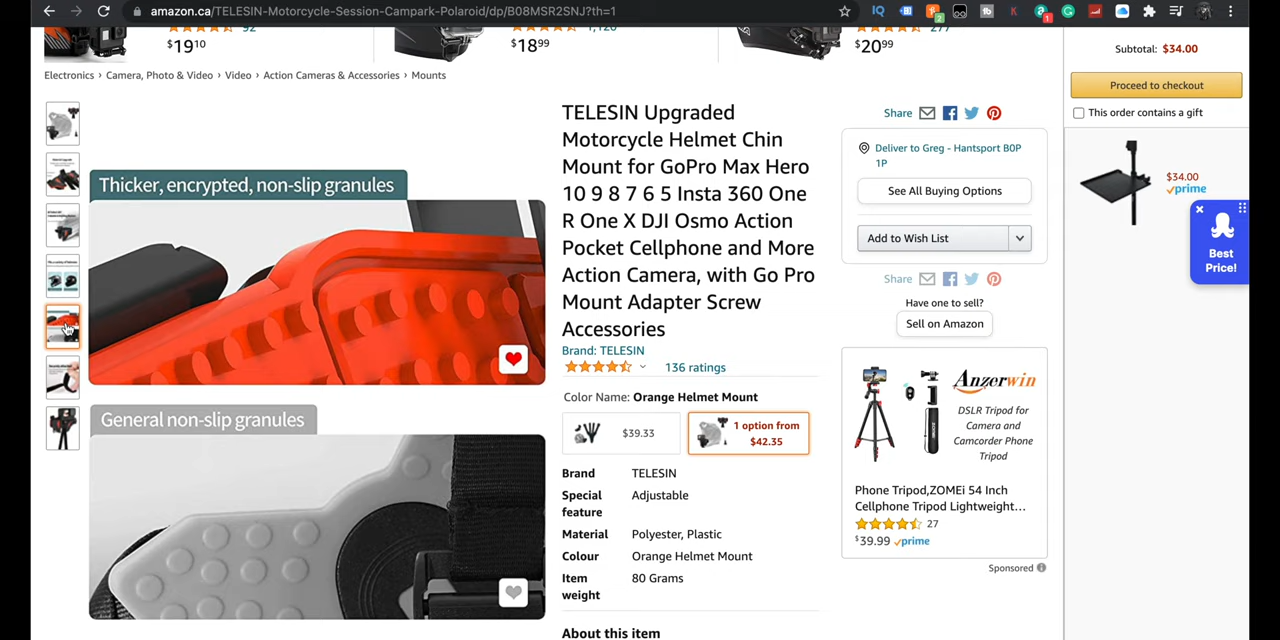 amazon.ca/TELESIN-Motorcycle-Session-Campark-Polaroid/dp/B08MSR2SNJ?th=1
92
$1910
1,120
$18.99
277
$20.99
Electronics › Camera, Photo & Video › Video › Action Cameras & Accessories › Mounts
Thicker, encrypted, non-slip granules
General non-slip granules
TELESIN Upgraded
Motorcycle Helmet Chin
Mount for GoPro Max Hero
10 9 8 7 6 5 Insta 360 One
R One X DJI Osmo Action
Pocket Cellphone and More
Action Camera, with Go Pro
Mount Adapter Screw
Accessories
Brand: TELESIN
136 ratings
Color Name: Orange Helmet Mount
$39.33
1 option from
$42.35
Brand TELESIN
Special Adjustable
feature
Material Polyester, Plastic
Colour Orange Helmet Mount
Item 80 Grams
weight
About this item
Share
Deliver to Greg - Hantsport B0P
1P
See All Buying Options
Add to Wish List
Share
Have one to sell?
Sell on Amazon
Anzerwin
DSLR Tripod for
Camera and
Camcorder Phone
Tripod
Phone Tripod,ZOMEi 54 Inch
Cellphone Tripod Lightweight...
27
$39.99 prime
Sponsored
Subtotal: $34.00
Proceed to checkout
This order contains a gift
$34.00
prime
Best
Price!